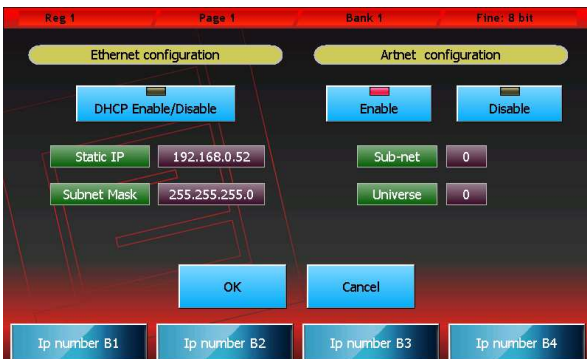 Reg 1 Page 1 Bank 1 Fine: 8 bit
Ethernet configuration Artnet configuration
DHCP Enable/Disable Enable Disable
Static IP 192.168.0.52 Sub-net 0
Subnet Mask 255.255.255.0 Universe 0
OK Cancel
Ip number B1 Ip number B2 Ip number B3 Ip number B4